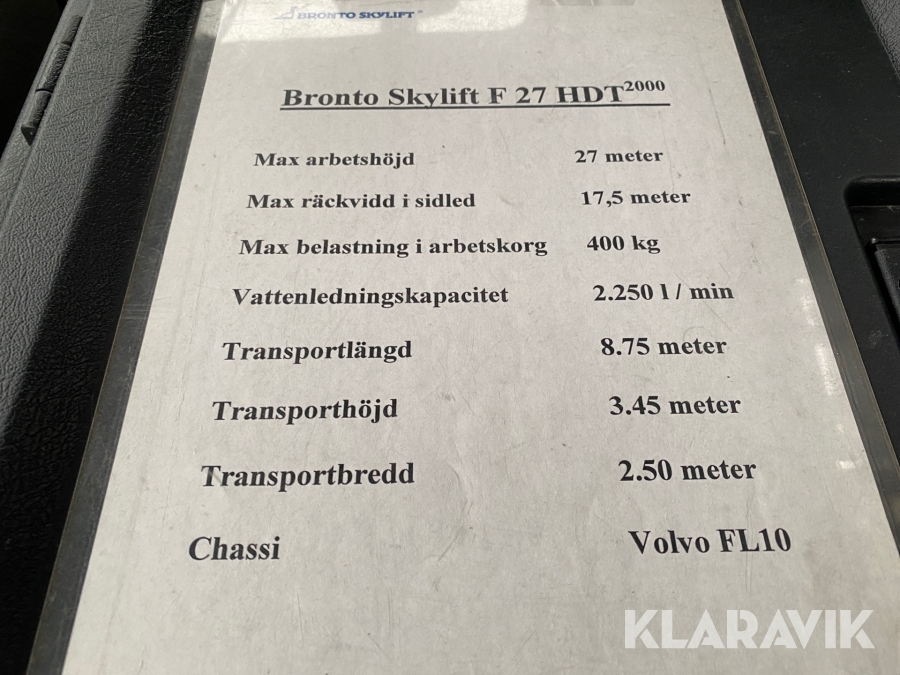 BRONTO SKYLIFT
Bronto Skylift F 27 HDT2000
Max arbetshöjd 27 meter
Max räckvidd i sidled 17,5 meter
Max belastning i arbetskorg 400 kg
Vattenledningskapacitet 2.250 l / min
Transportlängd 8.75 meter
Transporthöjd 3.45 meter
Transportbredd 2.50 meter
Chassi Volvo FL10
KLARAVIK